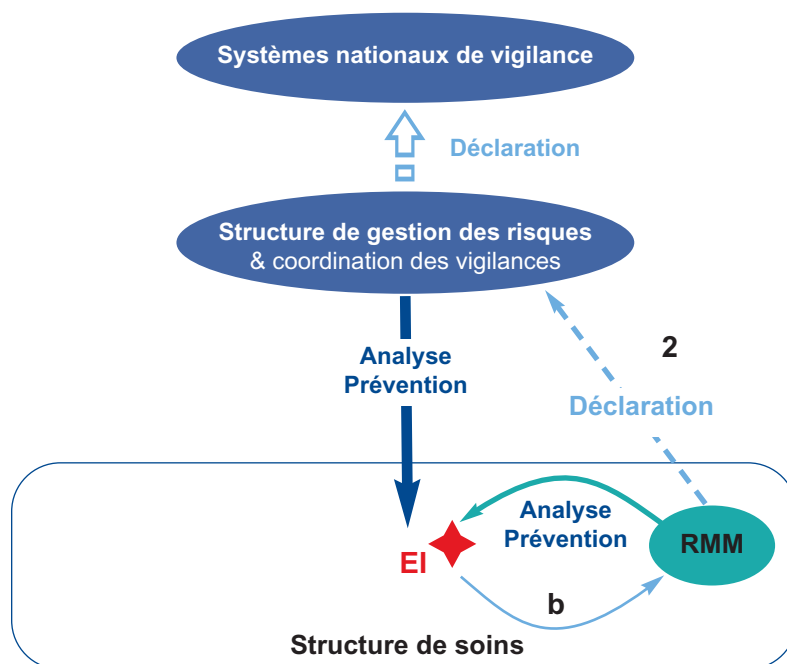 Systèmes nationaux de vigilance
Déclaration
Structure de gestion des risques
& coordination des vigilances
Analyse
Prévention
2
Déclaration
Analyse
Prévention
RMM
EI
b
Structure de soins